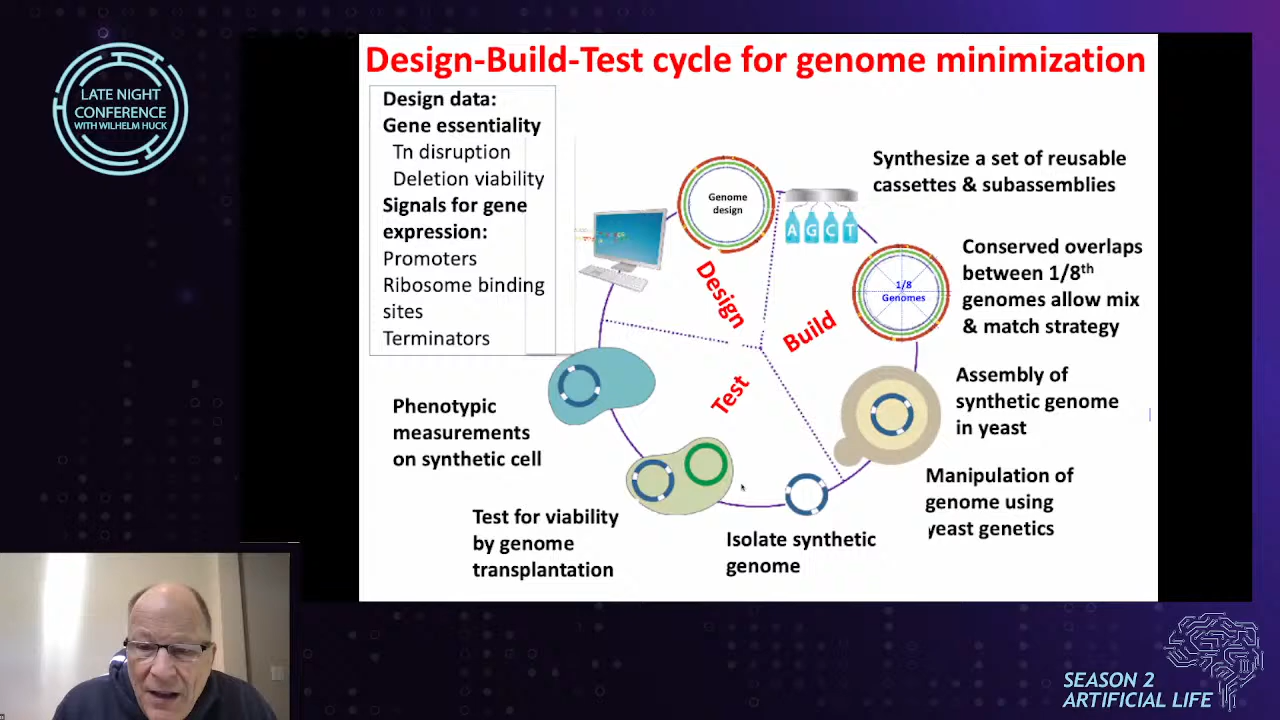 LATE NIGHT
CONFERENCE
WITH WILHELM HUCK
Design-Build-Test cycle for genome minimization
Design data:
Gene essentiality
Tn disruption
Deletion viability
Signals for gene
expression:
Promoters
Ribosome binding
sites
Terminators
Genome
design
A G C T
Synthesize a set of reusable
cassettes & subassemblies
1/8
Genomes
Conserved overlaps
between 1/8th
genomes allow mix
& match strategy
Design
Build
Test
Assembly of
synthetic genome
in yeast
Manipulation of
genome using
yeast genetics
Isolate synthetic
genome
Test for viability
by genome
transplantation
Phenotypic
measurements
on synthetic cell
SEASON 2
ARTIFICIAL LIFE